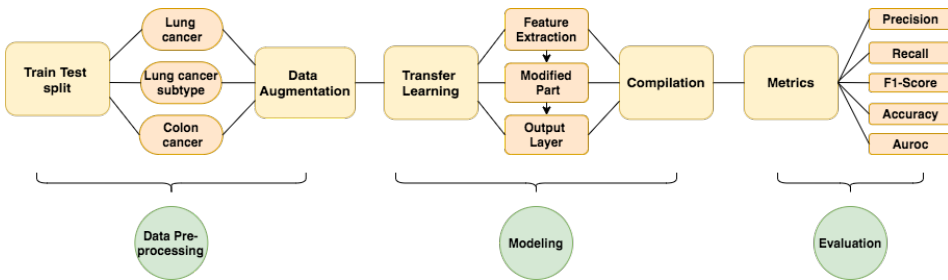 Train Test
split
Lung
cancer
Lung cancer
subtype
Colon
cancer
Data
Augmentation
Transfer
Learning
Feature
Extraction
Modified
Part
Output
Layer
Compilation
Metrics
Precision
Recall
F1-Score
Accuracy
Auroc
Data Pre-
processing
Modeling
Evaluation